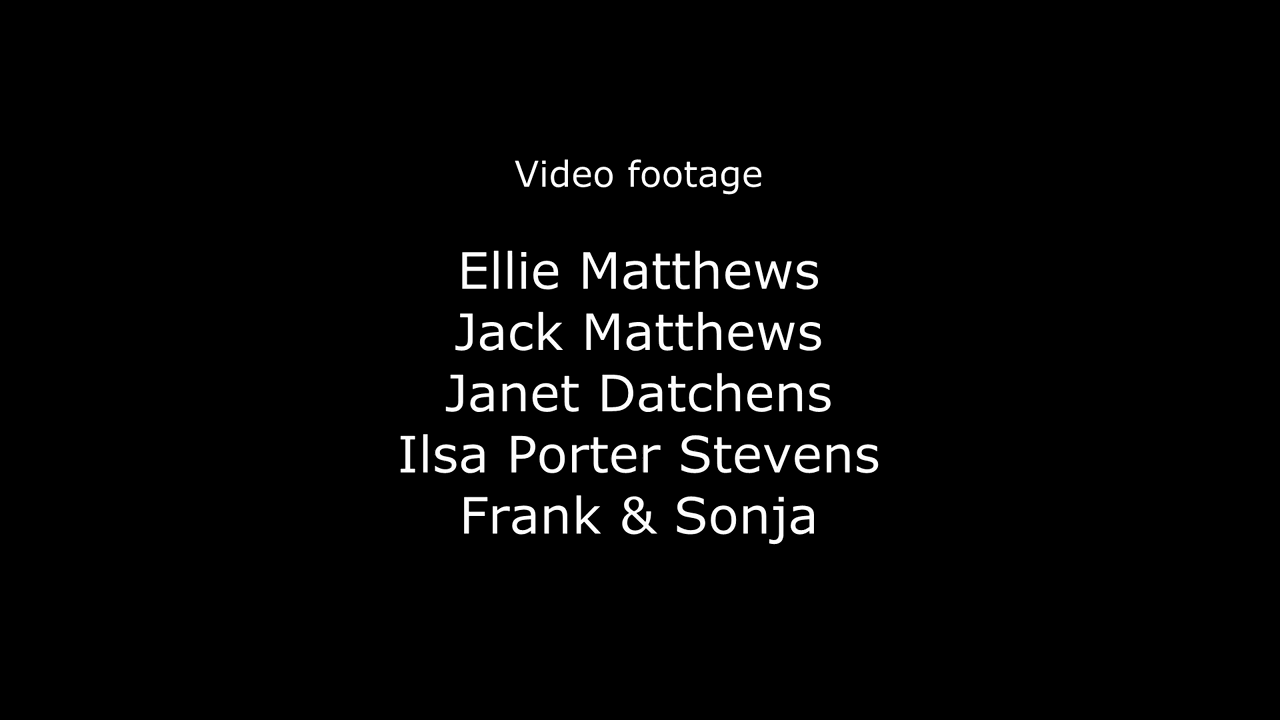 Video footage
Ellie Matthews
Jack Matthews
Janet Datchens
Ilsa Porter Stevens
Frank & Sonja